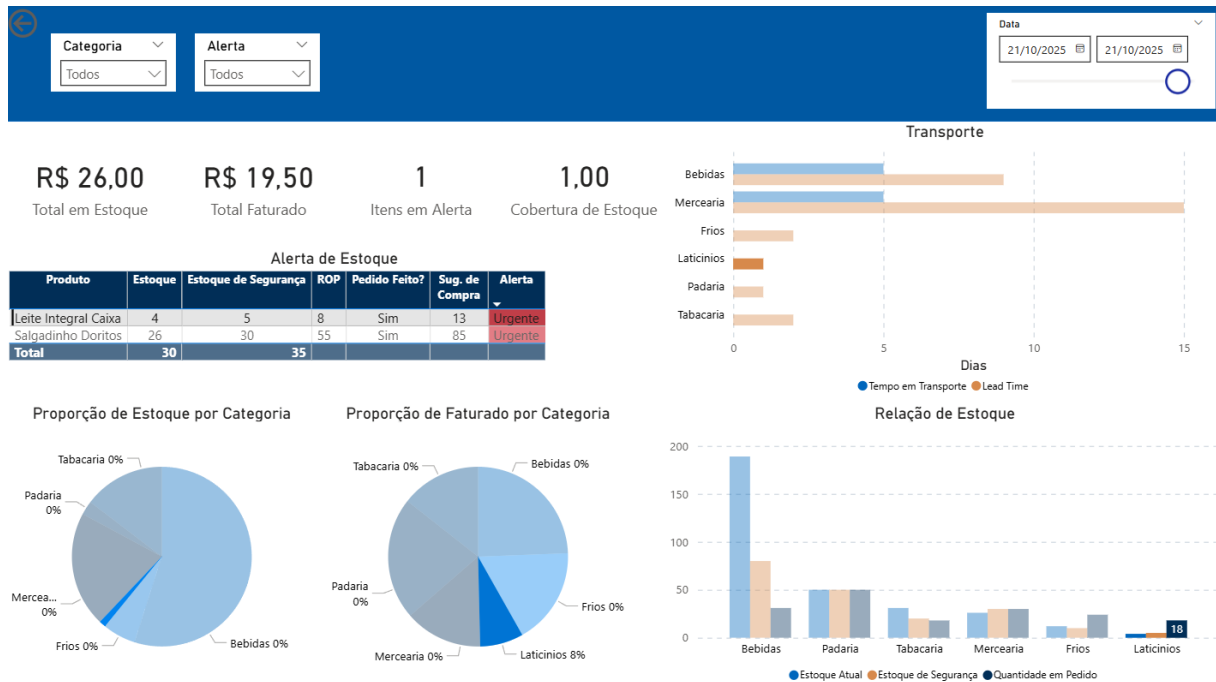 Categoria
Todos
Alerta
Todos
Data
21/10/2025
21/10/2025
R$ 26,00
Total em Estoque
R$ 19,50
Total Faturado
1
Itens em Alerta
1,00
Cobertura de Estoque
Alerta de Estoque
Produto Estoque Estoque de Segurança ROP Pedido Feito? Sug. de Compra Alerta
Leite Integral Caixa 4 5 8 Sim 13 Urgente
Salgadinho Doritos 26 30 55 Sim 85 Urgente
Total 30 35
Transporte
Bebidas
Mercearia
Frios
Laticinios
Padaria
Tabacaria
0 5 10 15
Dias
Tempo em Transporte Lead Time
Proporção de Estoque por Categoria
Tabacaria 0%
Padaria
0%
Mercea...
0%
Frios 0%
Bebidas 0%
Proporção de Faturado por Categoria
Tabacaria 0%
Bebidas 0%
Padaria
0%
Frios 0%
Mercearia 0%
Laticinios 8%
Relação de Estoque
200
150
100
50
0
18
Bebidas Padaria Tabacaria Mercearia Frios Laticinios
Estoque Atual Estoque de Segurança Quantidade em Pedido